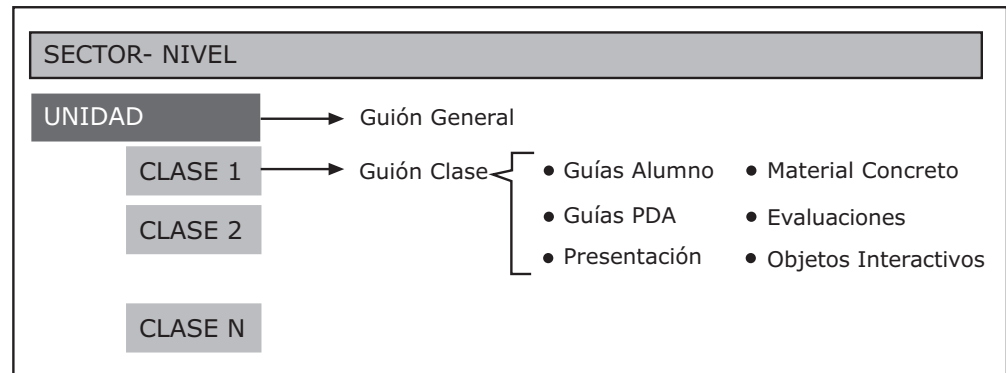 SECTOR- NIVEL
UNIDAD
Guión General
CLASE 1
Guión Clase
• Guías Alumno
• Material Concreto
CLASE 2
• Guías PDA
• Evaluaciones
• Presentación
• Objetos Interactivos
CLASE N